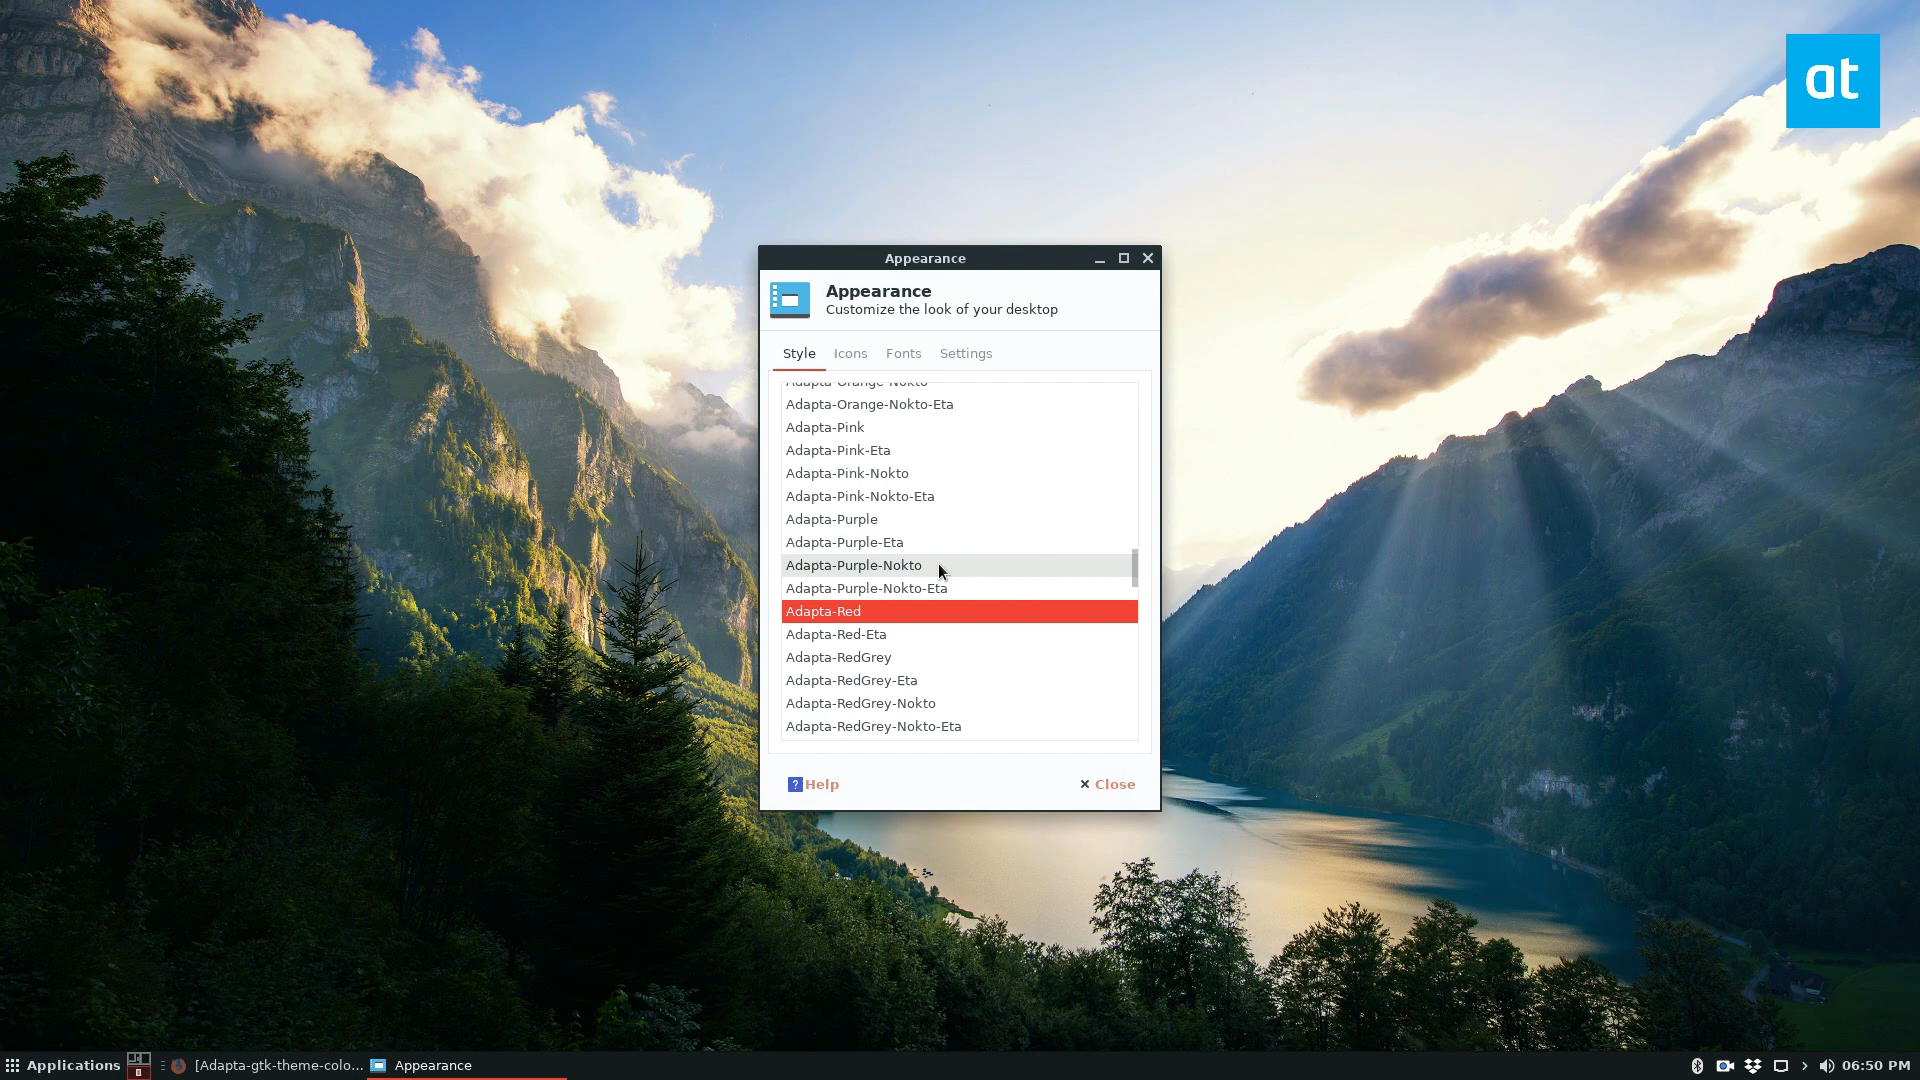 at
Appearance
Appearance
Customize the look of your desktop
Style Icons Fonts Settings
Adapta-Orange-Nokto
Adapta-Orange-Nokto-Eta
Adapta-Pink
Adapta-Pink-Eta
Adapta-Pink-Nokto
Adapta-Pink-Nokto-Eta
Adapta-Purple
Adapta-Purple-Eta
Adapta-Purple-Nokto
Adapta-Purple-Nokto-Eta
Adapta-Red
Adapta-Red-Eta
Adapta-RedGrey
Adapta-RedGrey-Eta
Adapta-RedGrey-Nokto
Adapta-RedGrey-Nokto-Eta
? Help
Close
Applications [Adapta-gtk-theme-colo... Appearance 06:50 PM